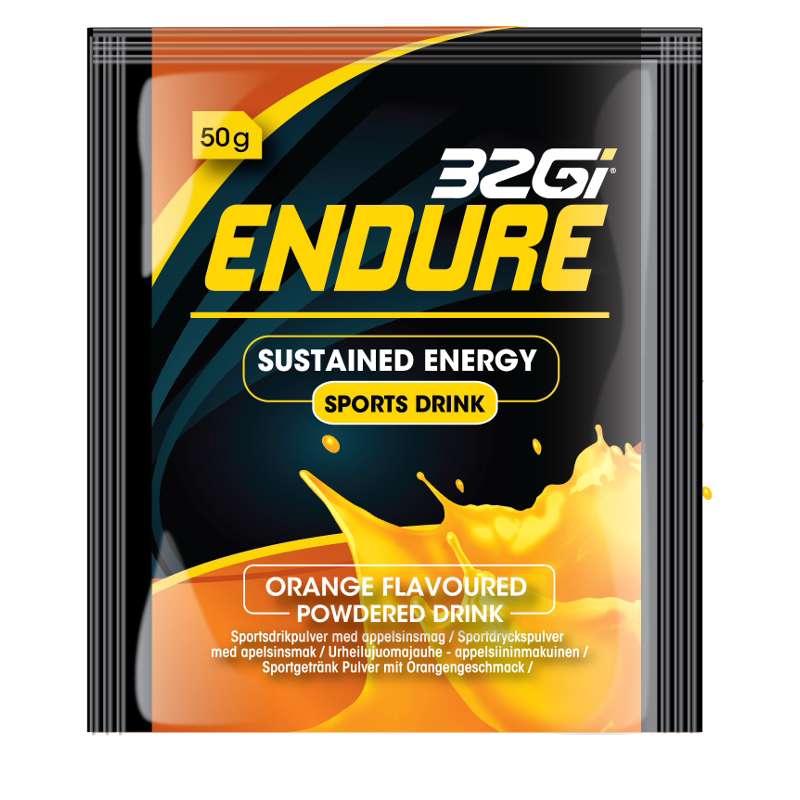 50g
32Gi®
ENDURE
SUSTAINED ENERGY
SPORTS DRINK
ORANGE FLAVOURED
POWDERED DRINK
Sportsdrikpulver med appelsinsmag / Sportdryckspulver
med apelsinsmak / Urheilujuomajauhe - appelsiininmakuinen /
Sportgetränk Pulver mit Orangengeschmack /